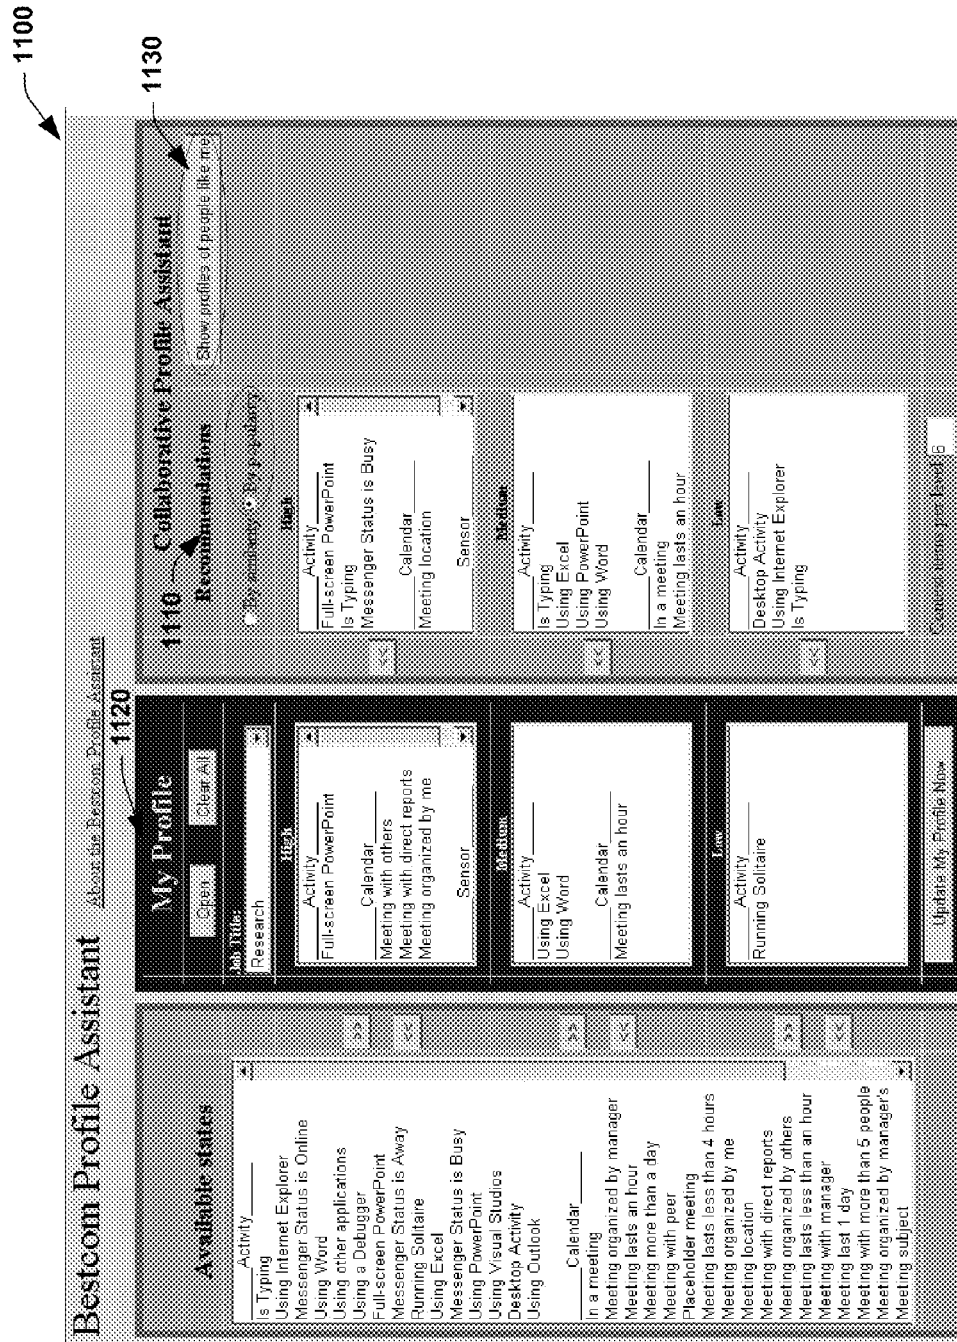 1100
Bestcom Profile Assistant
About the Bestcom Profile Assistant
Available states
Activity
Is Typing
Using Internet Explorer
Messenger Status is Online
Using Word
Using other applications
Using a Debugger
Full-screen PowerPoint
Messenger Status is Away
Running Solitaire
Using Excel
Messenger Status is Busy
Using PowerPoint
Using Visual Studios
Desktop Activity
Using Outlook
Calendar
In a meeting
Meeting organized by manager
Meeting lasts an hour
Meeting more than a day
Meeting with peer
Placeholder meeting
Meeting lasts less than 4 hours
Meeting organized by me
Meeting location
Meeting with direct reports
Meeting organized by others
Meeting lasts less than an hour
Meeting with manager
Meeting last 1 day
Meeting with more than 5 people
Meeting organized by manager's
Meeting subject
>>
<<
>>
<<
>>
<<
1120
My Profile
Open
Clear All
Job Title:
Research
High
Activity
Full-screen PowerPoint
Calendar
Meeting with others
Meeting with direct reports
Meeting organized by me
Sensor
Medium
Activity
Using Excel
Using Word
Calendar
Meeting lasts an hour
Low
Activity
Running Solitaire
Update My Profile Now
Collaborative Profile Assistant
1110
Recommendations
1130
Show profiles of people like me
By similarity
By popularity
High
<<
Activity
Full-screen PowerPoint
Is Typing
Messenger Status is Busy
Calendar
Meeting location
Sensor
Medium
<<
Activity
Is Typing
Using Excel
Using PowerPoint
Using Word
Calendar
In a meeting
Meeting lasts an hour
Low
<<
Activity
Desktop Activity
Using Internet Explorer
Is Typing
per level
6